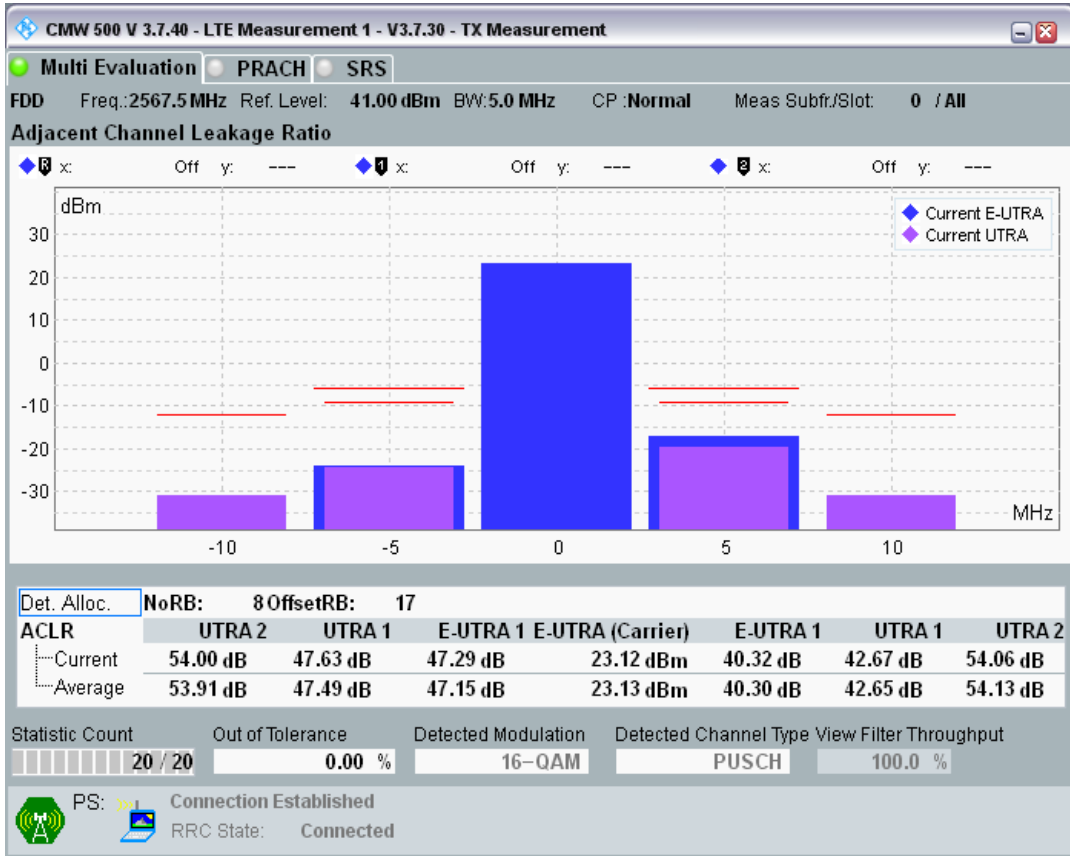 CMW 500 V 3.7.40 - LTE Measurement 1 - V3.7.30 - TX Measurement
Multi Evaluation PRACH SRS
FDD Freq.:2567.5 MHz Ref. Level: 41.00 dBm BW:5.0 MHz CP :Normal Meas Subfr./Slot: 0 / All
Adjacent Channel Leakage Ratio
R x: Off y: --- 1 x: Off y: --- 2 x: Off y: ---
dBm
Current E-UTRA
Current UTRA
30
20
10
0
-10
-20
-30
MHz
-10 -5 0 5 10
Det. Alloc. NoRB: 8 OffsetRB: 17
ACLR UTRA 2 UTRA 1 E-UTRA 1 E-UTRA (Carrier) E-UTRA 1 UTRA 1 UTRA 2
Current 54.00 dB 47.63 dB 47.29 dB 23.12 dBm 40.32 dB 42.67 dB 54.06 dB
Average 53.91 dB 47.49 dB 47.15 dB 23.13 dBm 40.30 dB 42.65 dB 54.13 dB
Statistic Count Out of Tolerance Detected Modulation Detected Channel Type View Filter Throughput
20 / 20 0.00 % 16-QAM PUSCH 100.0 %
PS: Connection Established
RRC State: Connected